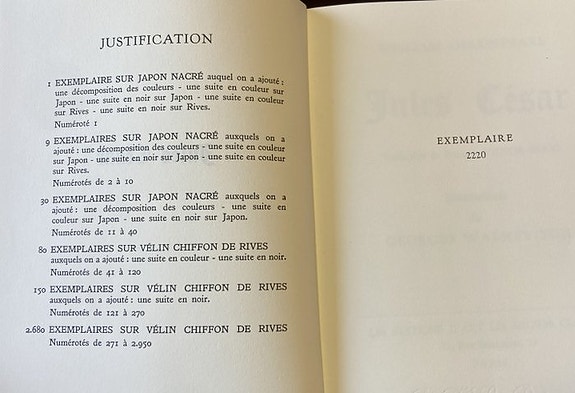 JUSTIFICATION
1 EXEMPLAIRE SUR JAPON NACRÉ auquel on a ajouté :
une décomposition des couleurs - une suite en couleur sur
Japon - une suite en noir sur Japon - une suite en couleur
sur Rives - une suite en noir sur Rives.
Numéroté 1
9 EXEMPLAIRES SUR JAPON NACRÉ auxquels on a
ajouté : une décomposition des couleurs - une suite en couleur
sur Japon - une suite en noir sur Japon - une suite en couleur
sur Rives.
Numérotés de 2 à 10
30 EXEMPLAIRES SUR JAPON NACRÉ auxquels on a
ajouté : une décomposition des couleurs - une suite en
couleur sur Japon - une suite en noir sur Japon.
Numérotés de 11 à 40
80 EXEMPLAIRES SUR VÉLIN CHIFFON DE RIVES
auxquels on a ajouté : une suite en couleur - une suite en noir.
Numérotés de 41 à 120
150 EXEMPLAIRES SUR VÉLIN CHIFFON DE RIVES
auxquels on a ajouté : une suite en noir.
Numérotés de 121 à 270
2.680 EXEMPLAIRES SUR VÉLIN CHIFFON DE RIVES
Numérotés de 271 à 2.950
EXEMPLAIRE
2220